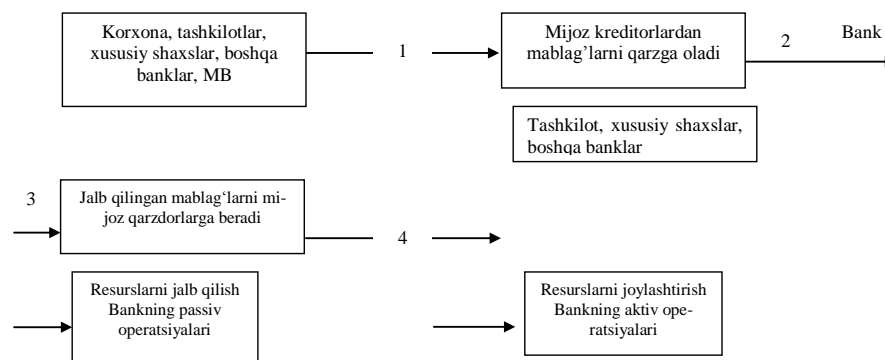 Korxona, tashkilotlar,
xususiy shaxslar, boshqa
banklar, MB
1
Mijoz kreditorlardan
mablag’larni qarzga oladi
2
Bank
Tashkilot, xususiy shaxslar,
boshqa banklar
3
Jalb qilingan mablag‘larni mi-
joz qarzdorlarga beradi
4
Resurslarni jalb qilish
Bankning passiv
operatsiyalari
Resurslarni joylashtirish
Bankning aktiv ope-
ratsiyalari